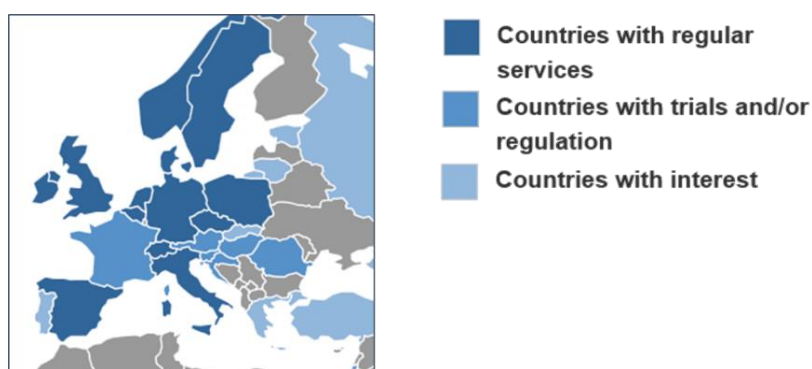 Countries with regular
services
Countries with trials and/or
regulation
Countries with interest